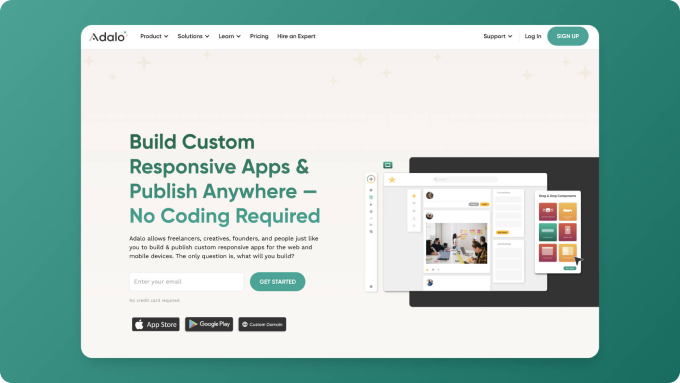 Adalo
Product Solutions Learn Pricing Hire an Expert
Support Log In SIGN UP
Build Custom
Responsive Apps &
Publish Anywhere —
No Coding Required
Adalo allows freelancers, creatives, founders, and people just like
you to build & publish custom responsive apps for the web and
mobile devices. The only question is, what will you build?
Enter your email
GET STARTED
No credit card required
App Store
Google Play
Custom Domain
Drag & Drop Components